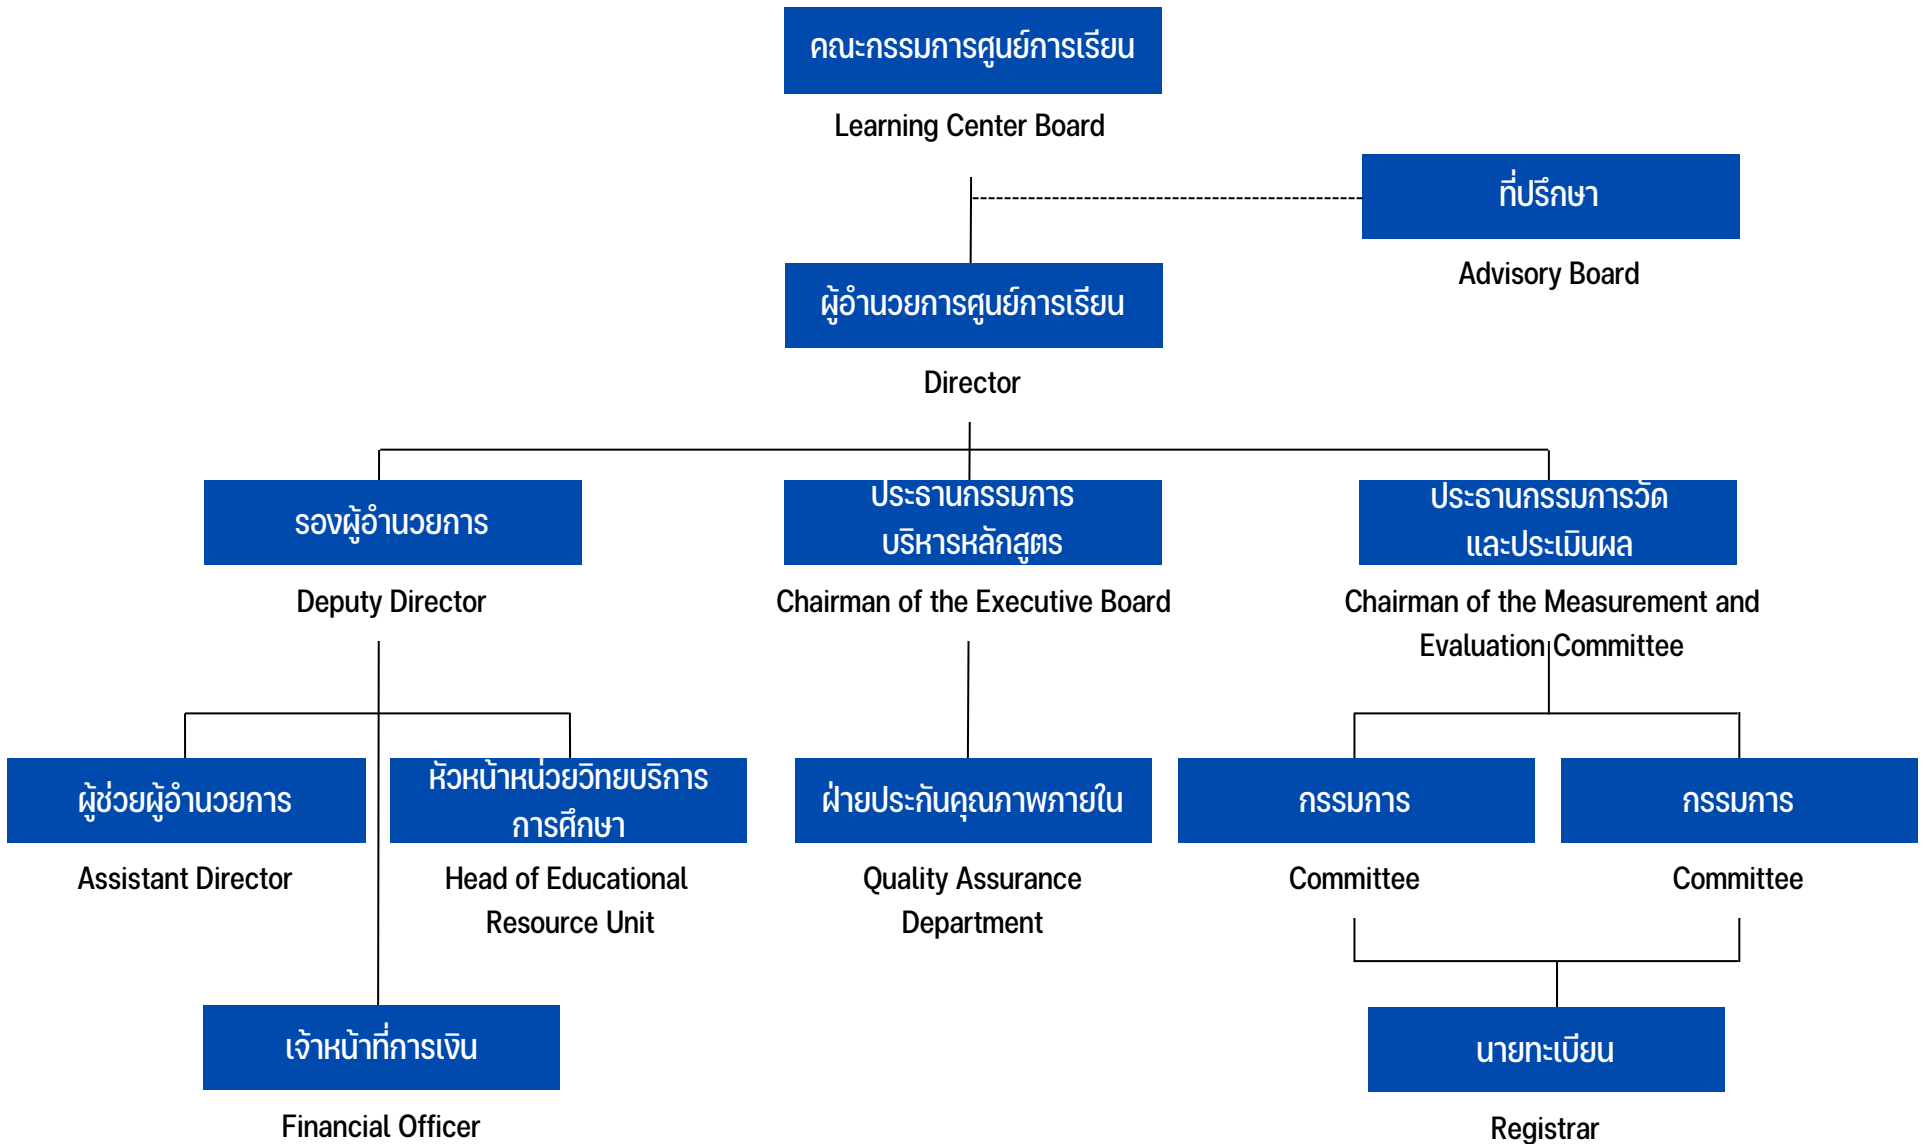 คณะกรรมการศูนย์การเรียน
Learning Center Board
ที่ปรึกษา
Advisory Board
ผู้อำนวยการศูนย์การเรียน
Director
รองผู้อำนวยการ
Deputy Director
ประธานกรรมการ
บริหารหลักสูตร
Chairman of the Executive Board
ประธานกรรมการวัด
และประเมินผล
Chairman of the Measurement and
Evaluation Committee
ผู้ช่วยผู้อำนวยการ
Assistant Director
หัวหน้าหน่วยวิทยบริการ
การศึกษา
Head of Educational
Resource Unit
ฝ่ายประกันคุณภาพภายใน
Quality Assurance
Department
กรรมการ
Committee
กรรมการ
Committee
เจ้าหน้าที่การเงิน
Financial Officer
นายทะเบียน
Registrar